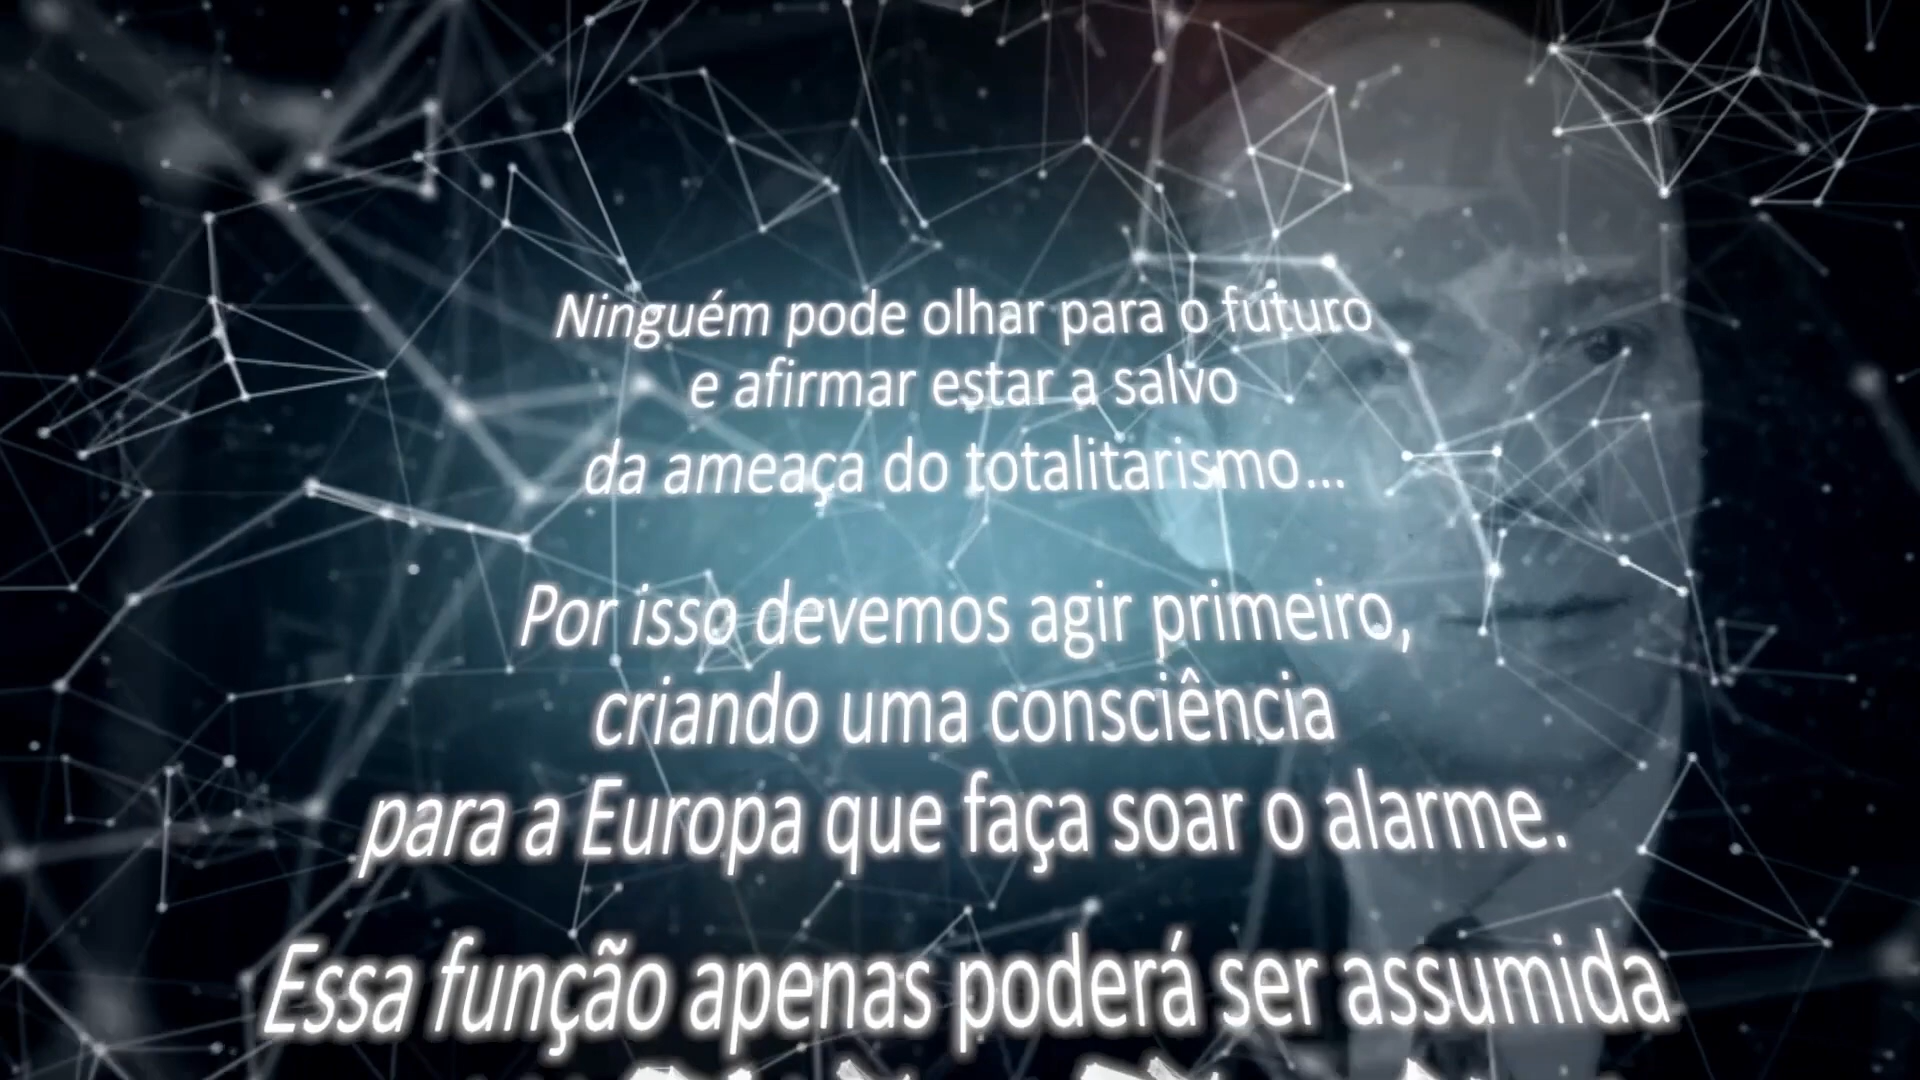 Ninguém pode olhar para o futuro
e afirmar estar a salvo
da ameaça do totalitarismo...
Por isso devemos agir primeiro,
criando uma consciência
para a Europa que faça soar o alarme.
Essa função apenas poderá ser assumida